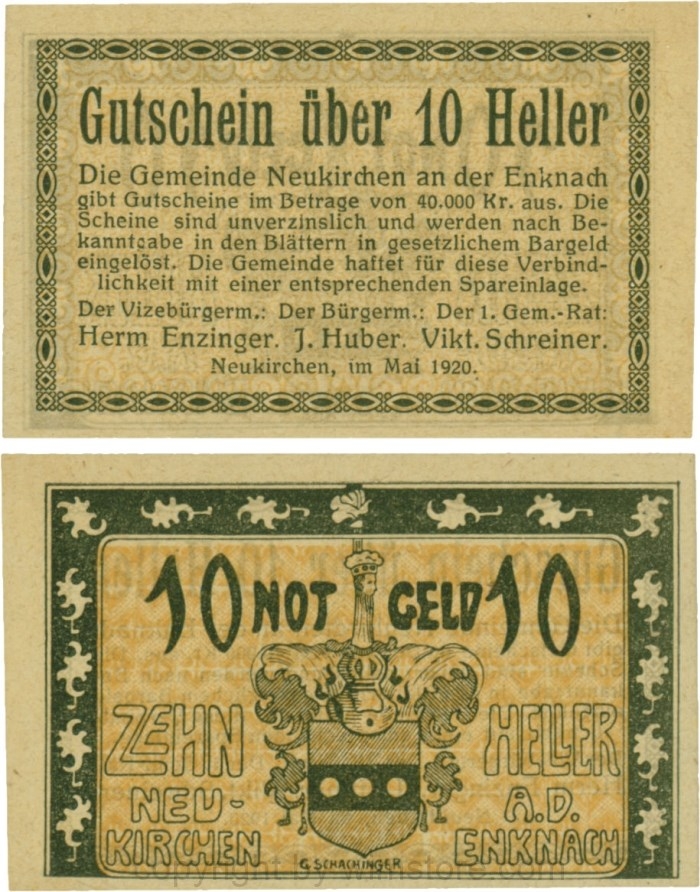 Gutschein über 10 Heller
Die Gemeinde Neukirchen an der Enknach
gibt Gutscheine im Betrage von 40.000 Kr. aus. Die
Scheine sind unverzinslich und werden nach Be-
kanntgabe in den Blättern in gesetzlichem Bargeld
eingelöst. Die Gemeinde haftet für diese Verbind-
lichkeit mit einer entsprechenden Spareinlage.
Der Vizebürgerm.: Der Bürgerm.: Der 1. Gem.-Rat:
Herm Enzinger. J. Huber. Vikt. Schreiner.
Neukirchen, im Mai 1920.
10 NOT GELD 10
ZEHN HELLER
NEU- A.D.
KIRCHEN ENKNACH
G. SCHACHINGER
copyright by